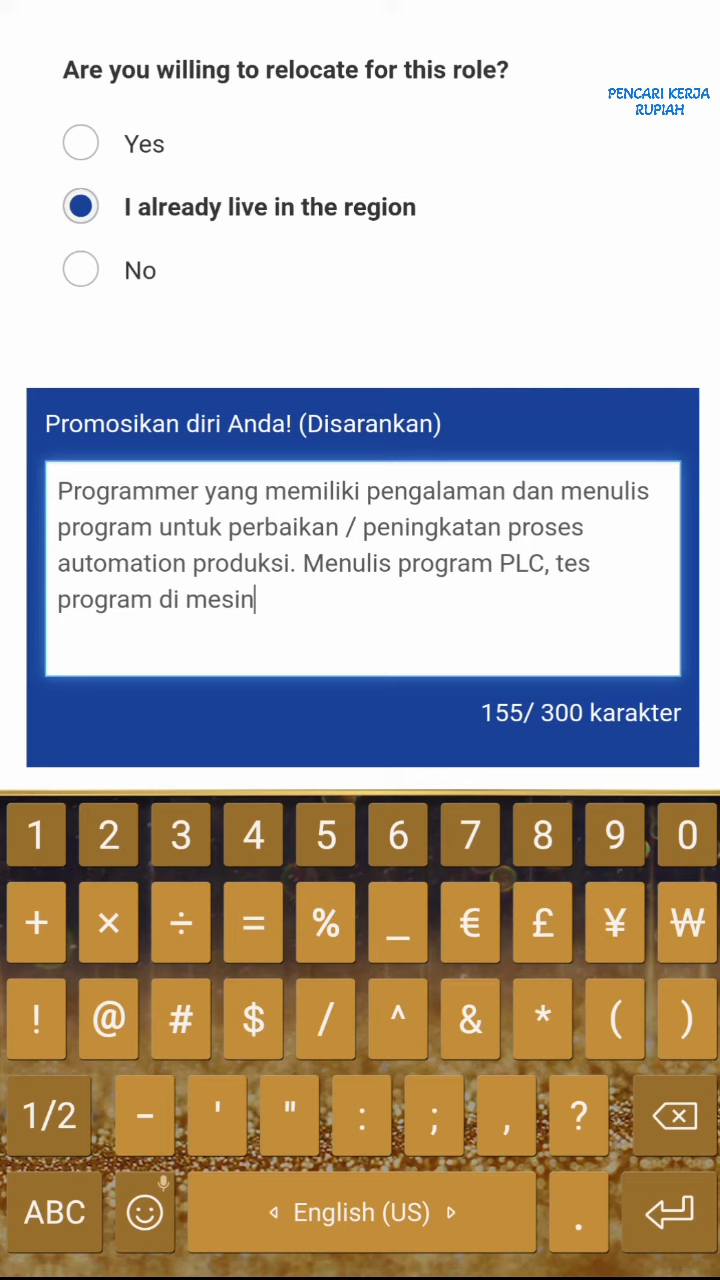 Are you willing to relocate for this role?
PENCARI KERJA
RUPIAH
Yes
I already live in the region
No
Promosikan diri Anda! (Disarankan)
Programmer yang memiliki pengalaman dan menulis
program untuk perbaikan / peningkatan proses
automation produksi. Menulis program PLC, tes
program di mesin
155/ 300 karakter
1 2 3 4 5 6 7 8 9 0
+ × ÷ = % _ € £ ¥ ₩
! @ # $ / ^ & * ( )
1/2 - ' " : ; , ?
ABC English (US) .